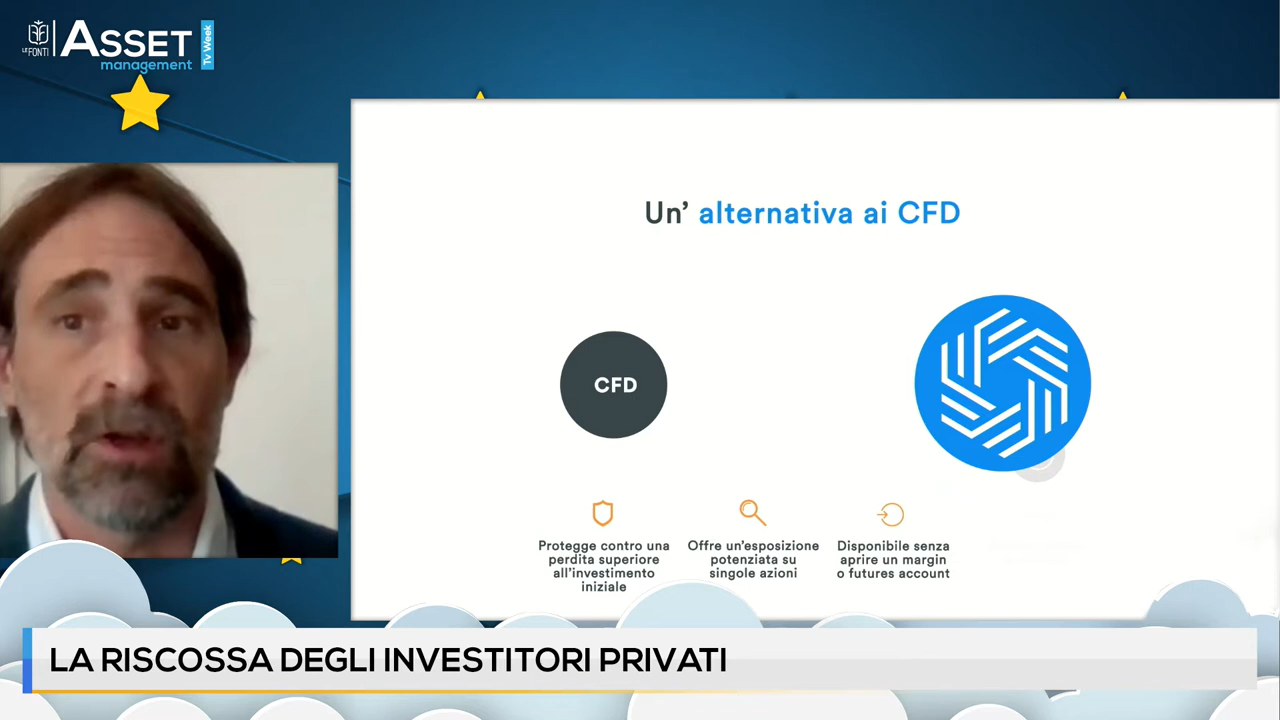 LE FONTI
ASSET
management
Tv Week
Un' alternativa ai CFD
CFD
Protegge contro una
perdita superiore
all'investimento
iniziale
Offre un'esposizione
potenziata su
singole azioni
Disponibile senza
aprire un margin
o futures account
LA RISCOSSA DEGLI INVESTITORI PRIVATI